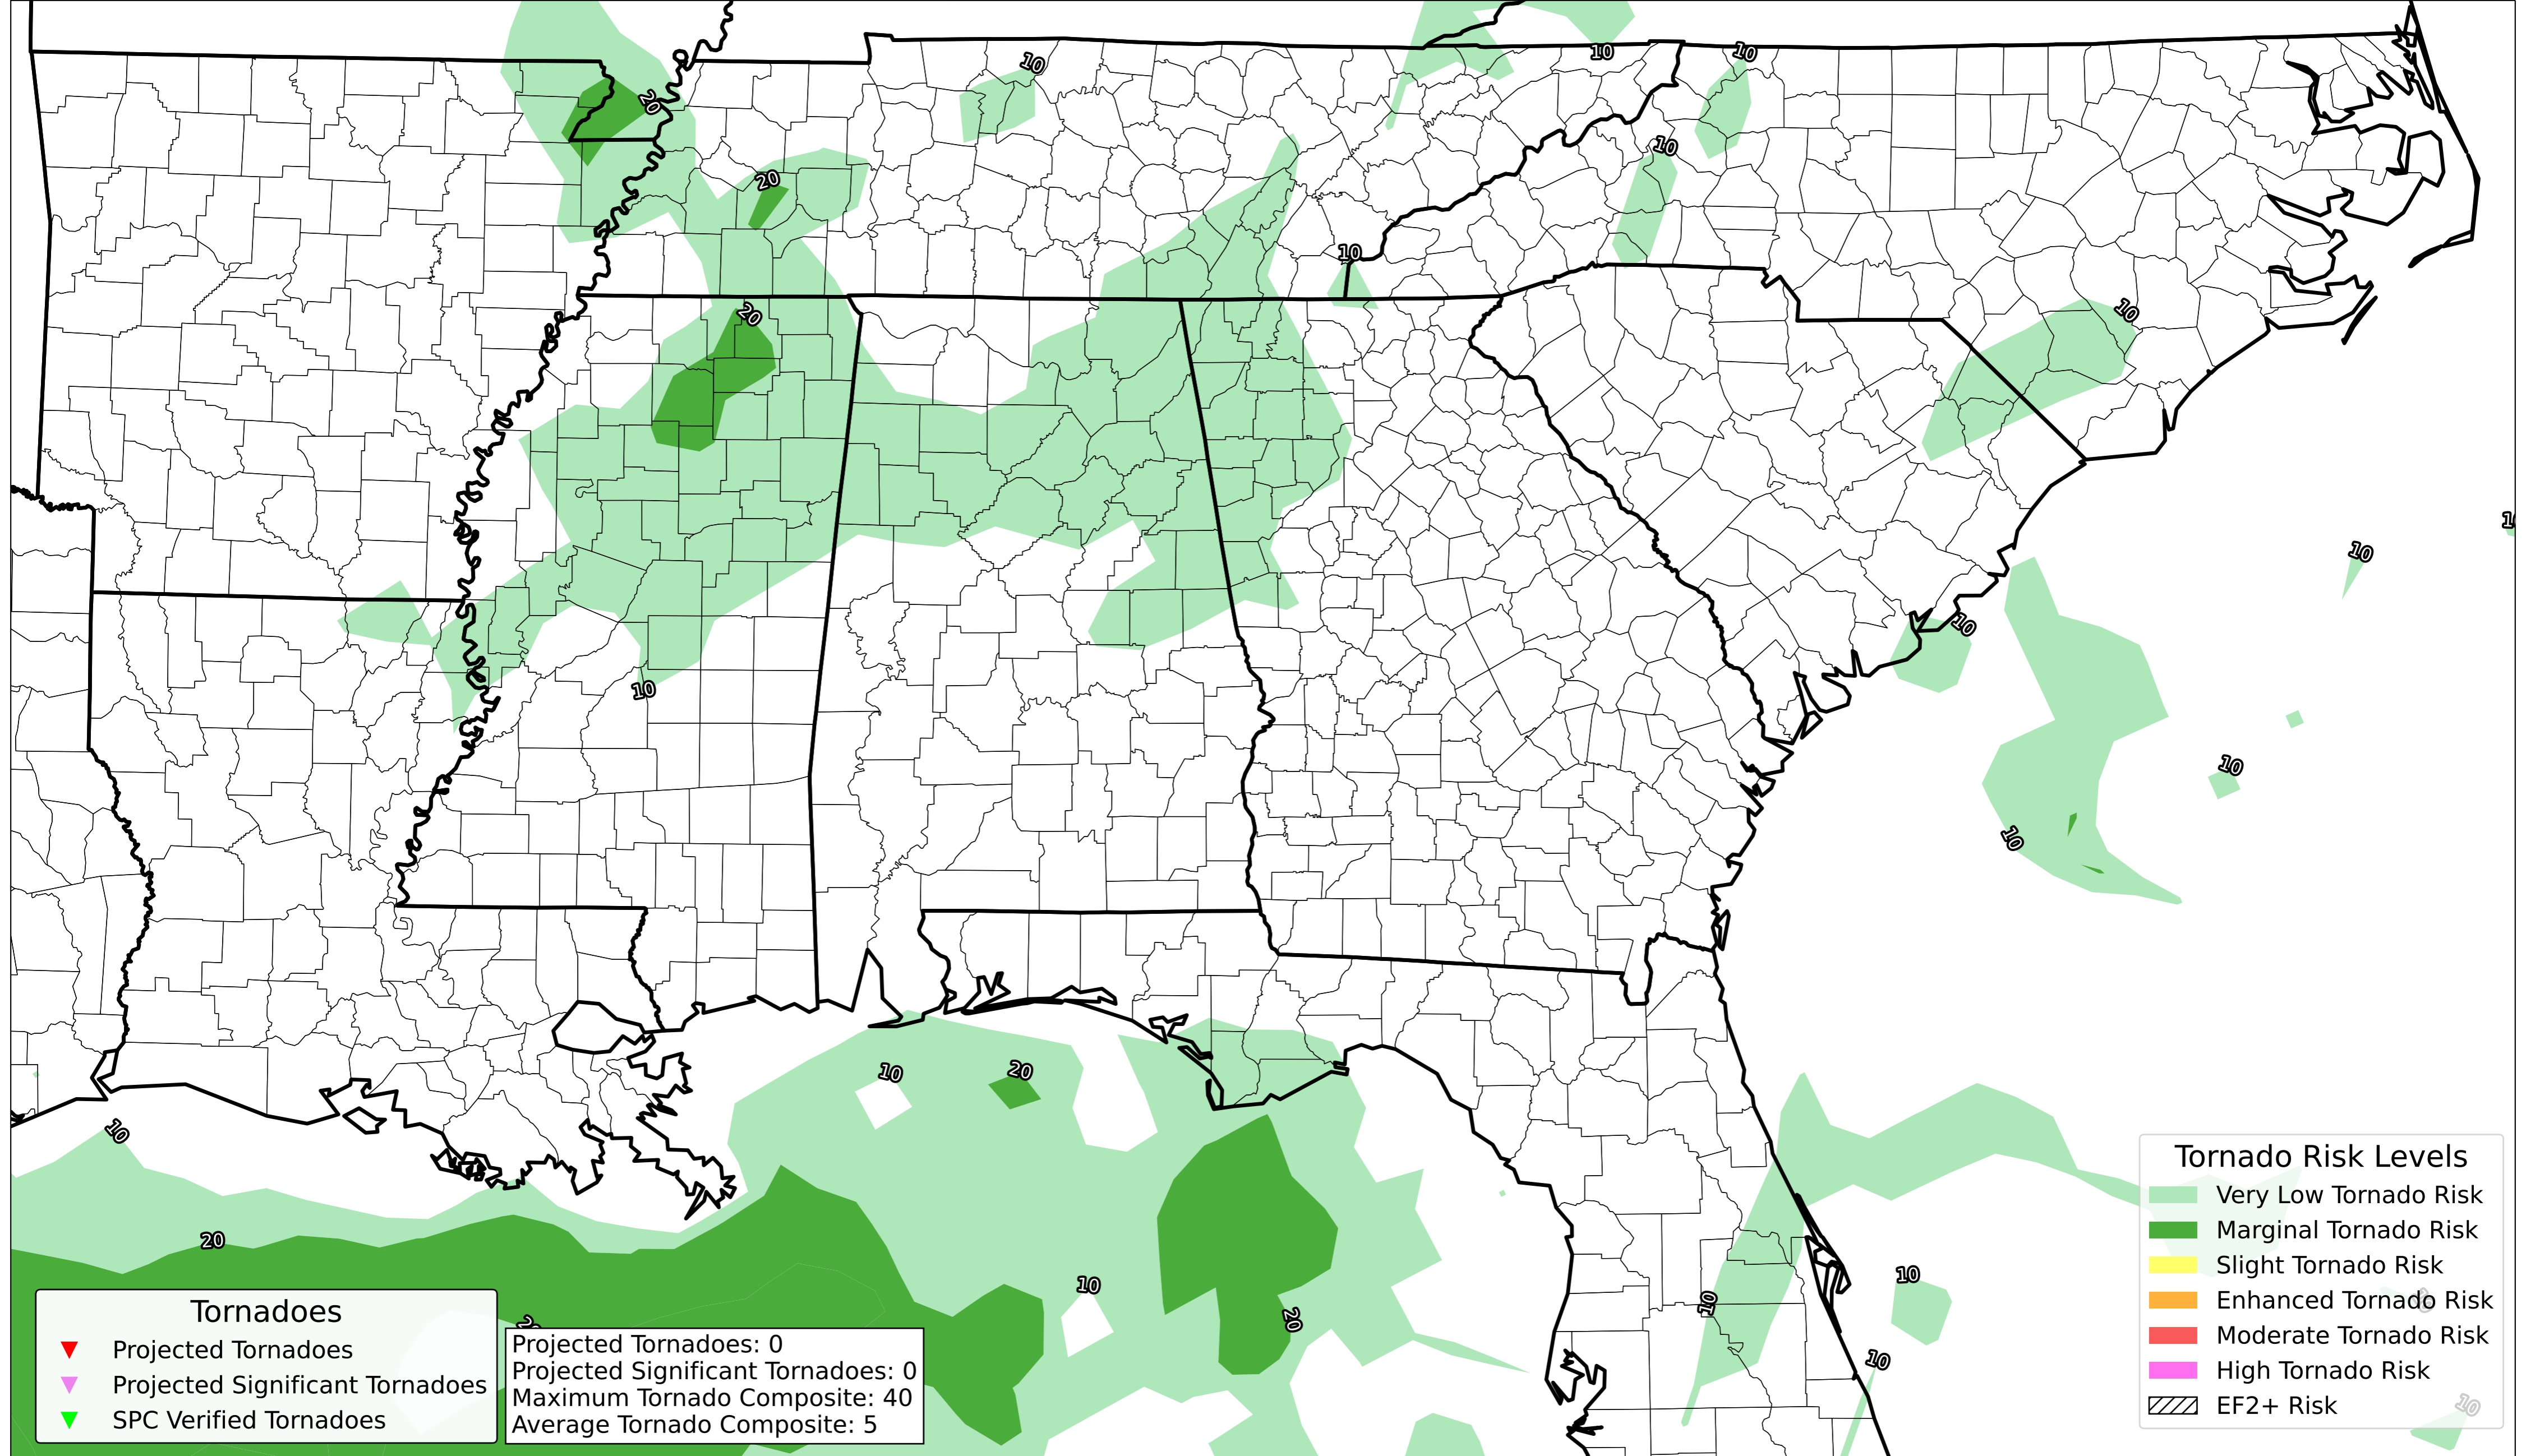 10
20
10
10
20
10
10
20
10
10
10
10
10
10
10
10
20
10
20
10
20
10
10
10
20
Tornado Risk Levels
Very Low Tornado Risk
Marginal Tornado Risk
Slight Tornado Risk
Enhanced Tornado Risk
Moderate Tornado Risk
High Tornado Risk
EF2+ Risk
10
Tornadoes
Projected Tornadoes
Projected Significant Tornadoes
SPC Verified Tornadoes
Projected Tornadoes: 0
Projected Significant Tornadoes: 0
Maximum Tornado Composite: 40
Average Tornado Composite: 5